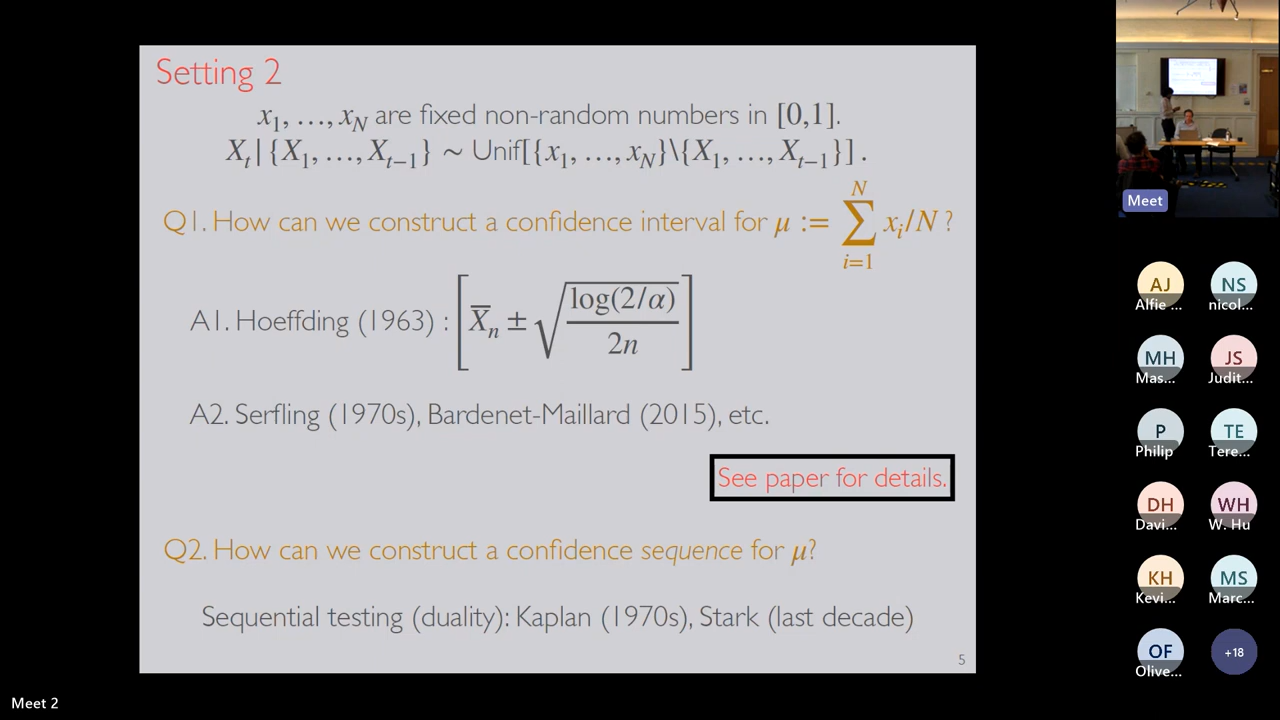 Setting 2
x₁, …, x_N are fixed non-random numbers in [0,1].
X_t | {X₁, …, X_{t−1}} ∼ Unif[{x₁, …, x_N}\{X₁, …, X_{t−1}}] .
Q1. How can we construct a confidence interval for μ := ∑_{i=1}^{N} x_i/N ?
A1. Hoeffding (1963) : [X̅_n ± √(log(2/α)/2n)]
A2. Serfling (1970s), Bardenet-Maillard (2015), etc.
See paper for details.
Q2. How can we construct a confidence sequence for μ?
Sequential testing (duality): Kaplan (1970s), Stark (last decade)
5
Meet
AJ
Alfie ...
NS
nicol...
MH
Mas...
JS
Judit...
P
Philip
TE
Tere...
DH
Davi...
WH
W. Hu
KH
Kevi...
MS
Marc...
OF
Olive...
+18
Meet 2